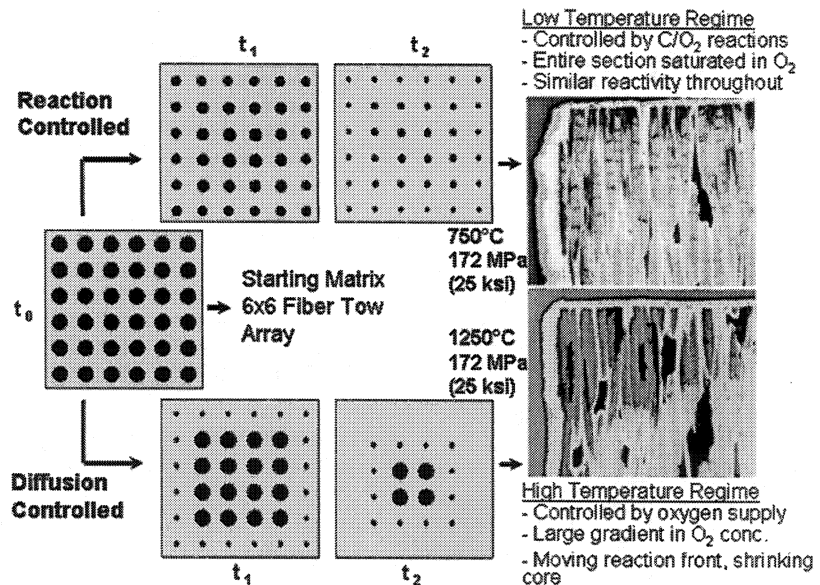 Low Temperature Regime
- Controlled by C/O₂ reactions
- Entire section saturated in O₂
- Similar reactivity throughout
t₁
t₂
Reaction
Controlled
750°C
172 MPa
(25 ksi)
t₀
Starting Matrix
6x6 Fiber Tow
Array
1250°C
172 MPa
(25 ksi)
Diffusion
Controlled
t₁
t₂
High Temperature Regime
- Controlled by oxygen supply
- Large gradient in O₂ conc.
- Moving reaction front, shrinking
core